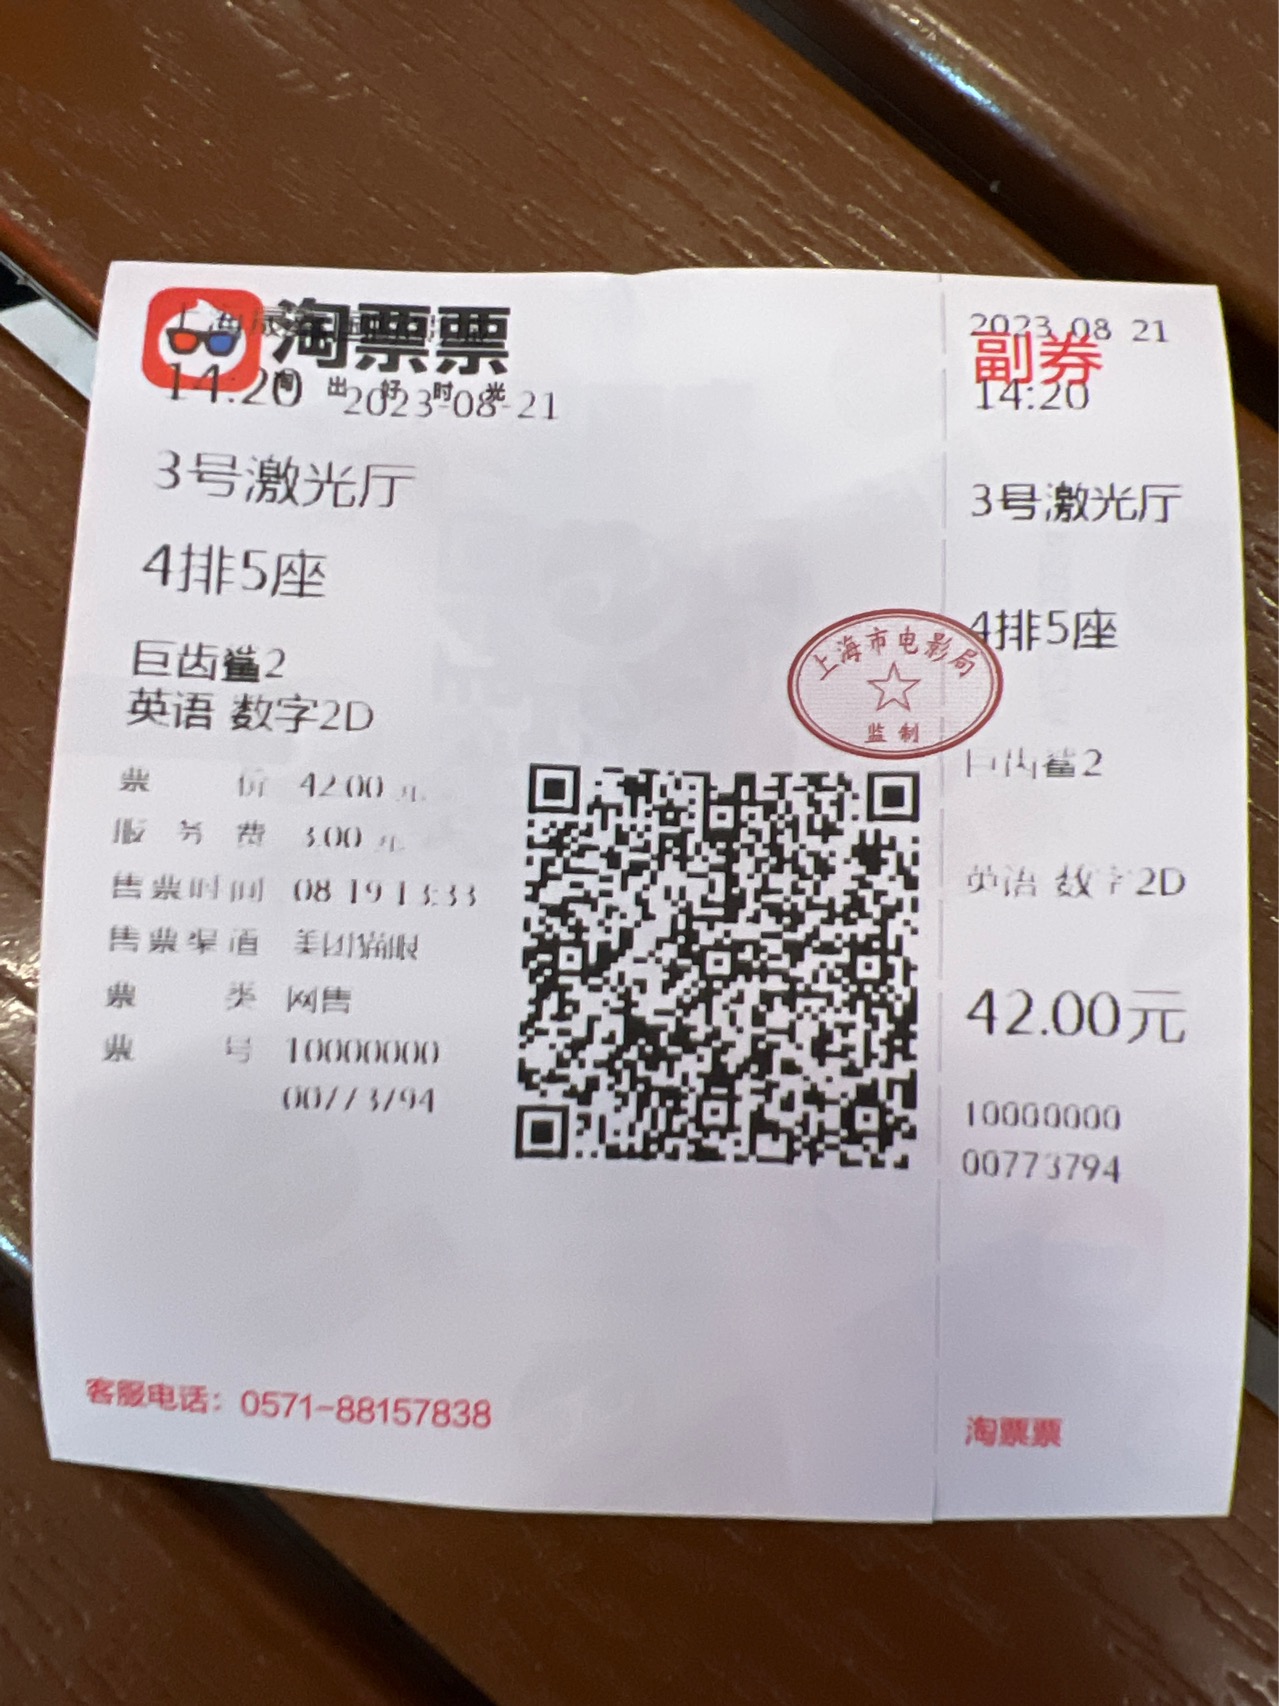 淘票票
淘出好时光
14:20 2023-08-21
3号激光厅
4排5座
巨齿鲨2
英语 数字2D
票价 42.00 元
服务费 3.00 元
售票时间 08 19 13:33
售票渠道 美团猫眼
票类 网售
票号 10000000
00773794
客服电话：0571-88157838
上海市电影局
监制
2023 08 21
副券
14:20
3号激光厅
4排5座
巨齿鲨2
英语 数字2D
42.00元
10000000
00773794
淘票票